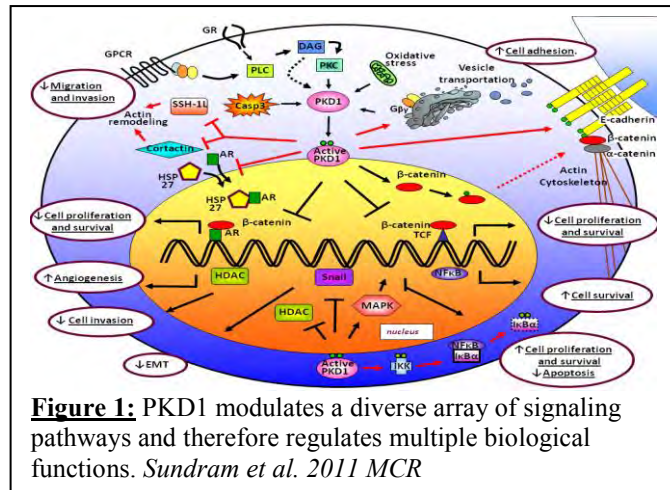 GR
GPCR
DAG
PLC
PKC
Oxidative
stress
Vesicle
transportation
↑ Cell adhesion.
↓ Migration
and invasion
Actin
remodeling
SSH-1L
Casp3
PKD1
Gβγ
E-cadherin
β-catenin
α-catenin
Cortactin
AR
HSP
27
Active
PKD1
HSP
27
AR
β-catenin
Actin
Cytoskeleton
↓Cell proliferation
and survival
β-catenin
AR
β-catenin
TCF
↓Cell proliferation
and survival
↑Angiogenesis
HDAC
Snail
NFκB
↑ Cell survival
↓ Cell invasion
HDAC
MAPK
nucleus
↓EMT
Active
PKD1
IKK
NFκB
IκBα
IκBα
↑Cell proliferation
and survival
↓ Apoptosis
Figure 1: PKD1 modulates a diverse array of signaling
pathways and therefore regulates multiple biological
functions. Sundram et al. 2011 MCR